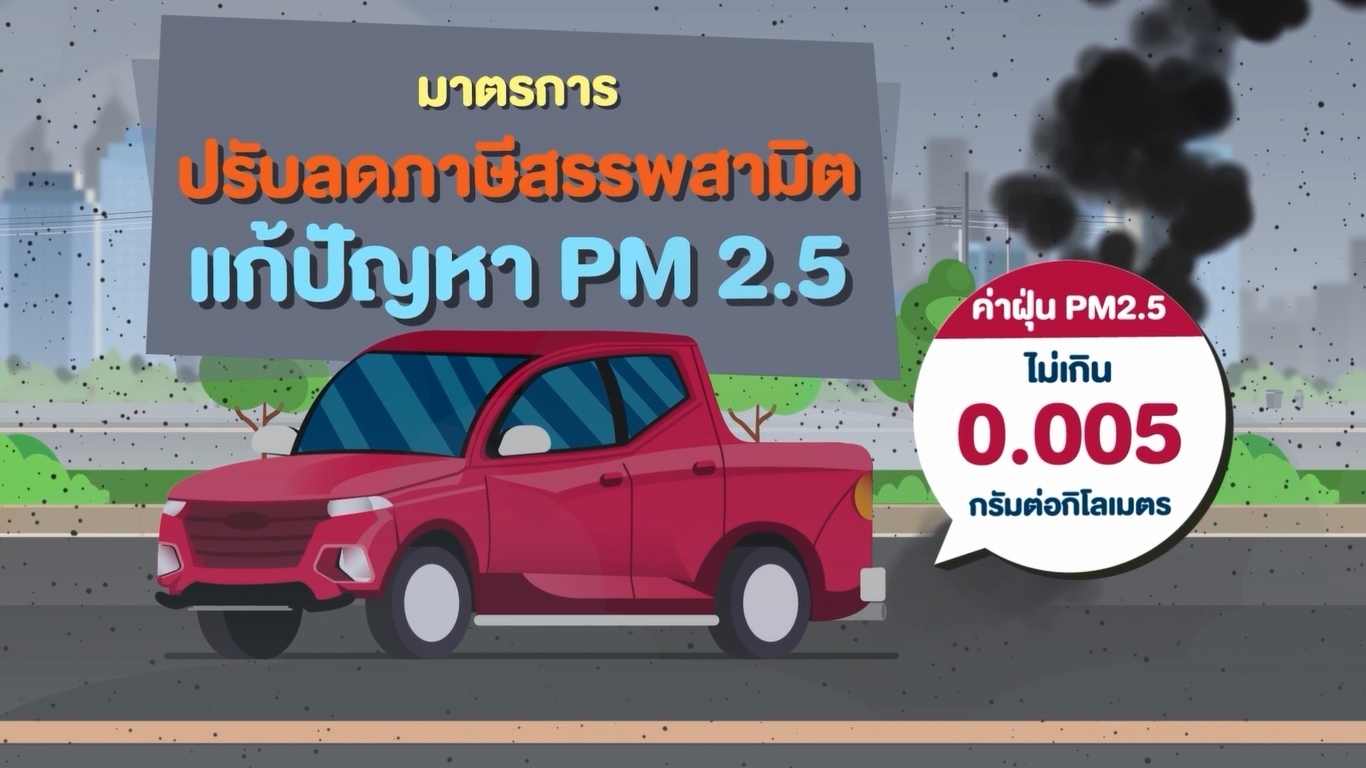 มาตรการ
ปรับลดภาษีสรรพสามิต
แก้ปัญหา PM 2.5
ค่าฝุ่น PM2.5
ไม่เกิน
0.005
กรัมต่อกิโลเมตร